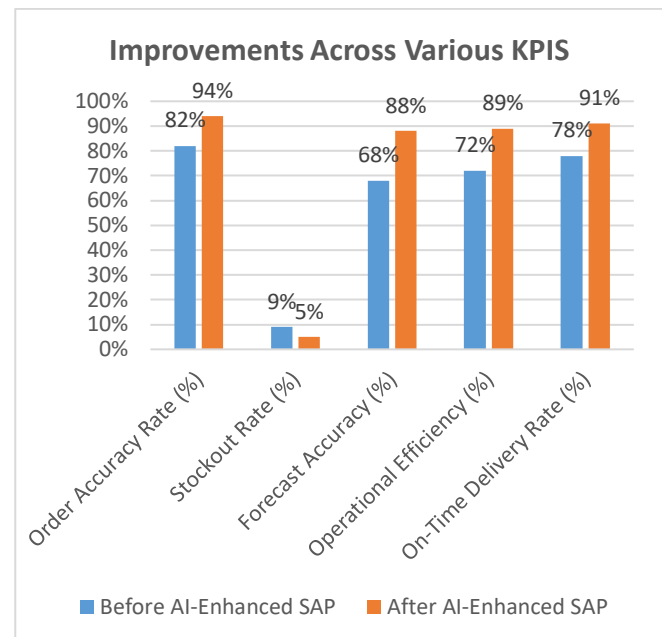 Improvements Across Various KPIS
100%
90%
80%
70%
60%
50%
40%
30%
20%
10%
0%
82%
94%
9%
5%
68%
88%
72%
89%
78%
91%
Order Accuracy Rate (%)
Stockout Rate (%)
Forecast Accuracy (%)
Operational Efficiency (%)
On-Time Delivery Rate (%)
Before AI-Enhanced SAP
After AI-Enhanced SAP